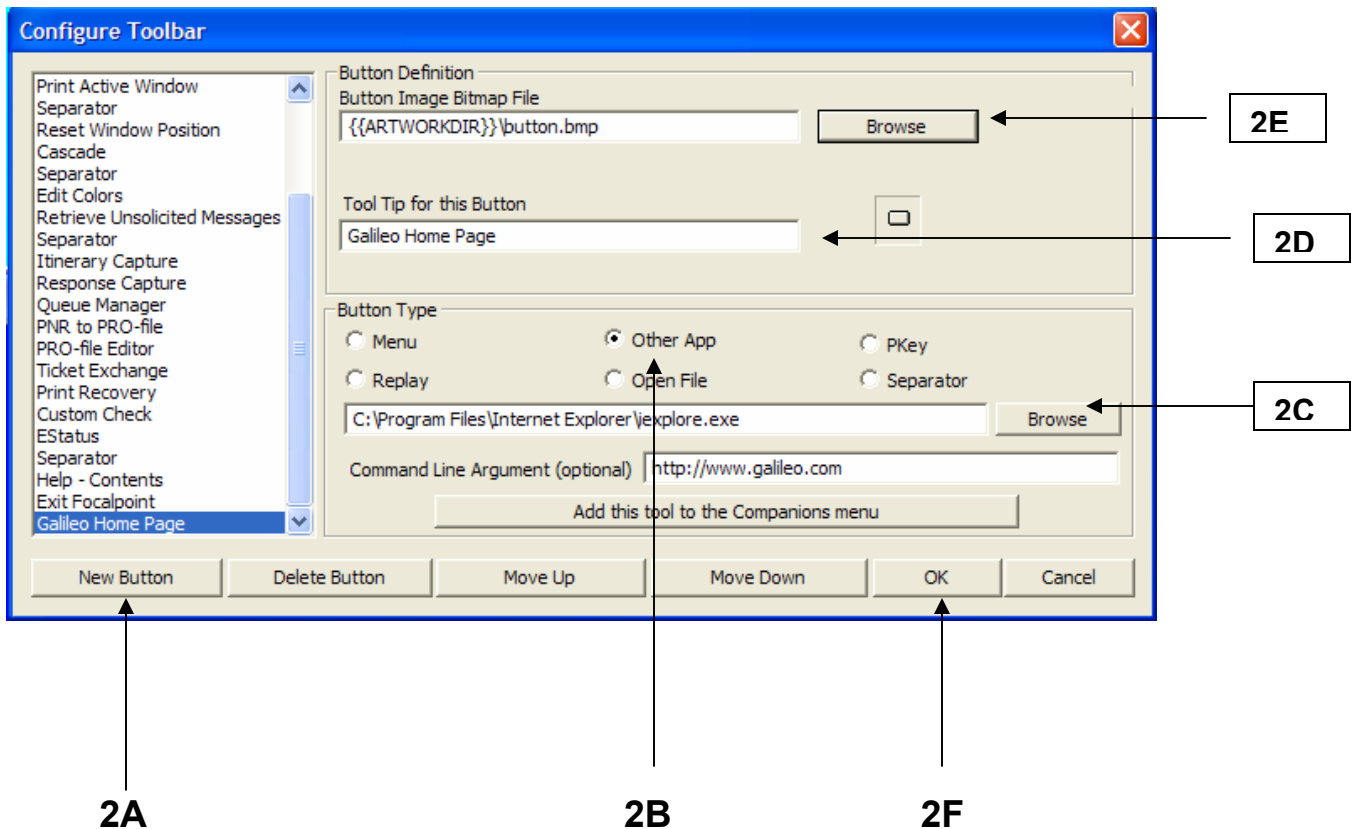 Configure Toolbar
Print Active Window
Separator
Reset Window Position
Cascade
Separator
Edit Colors
Retrieve Unsolicited Messages
Separator
Itinerary Capture
Response Capture
Queue Manager
PNR to PRO-file
PRO-file Editor
Ticket Exchange
Print Recovery
Custom Check
EStatus
Separator
Help - Contents
Exit Focalpoint
Galileo Home Page
Button Definition
Button Image Bitmap File
{{ARTWORKDIR}}\button.bmp
Browse
2E
Tool Tip for this Button
Galileo Home Page
2D
Button Type
Menu
Other App
PKey
Replay
Open File
Separator
C:\Program Files\Internet Explorer\iexplore.exe
Browse
2C
Command Line Argument (optional)
http://www.galileo.com
Add this tool to the Companions menu
New Button
Delete Button
Move Up
Move Down
OK
Cancel
2A
2B
2F